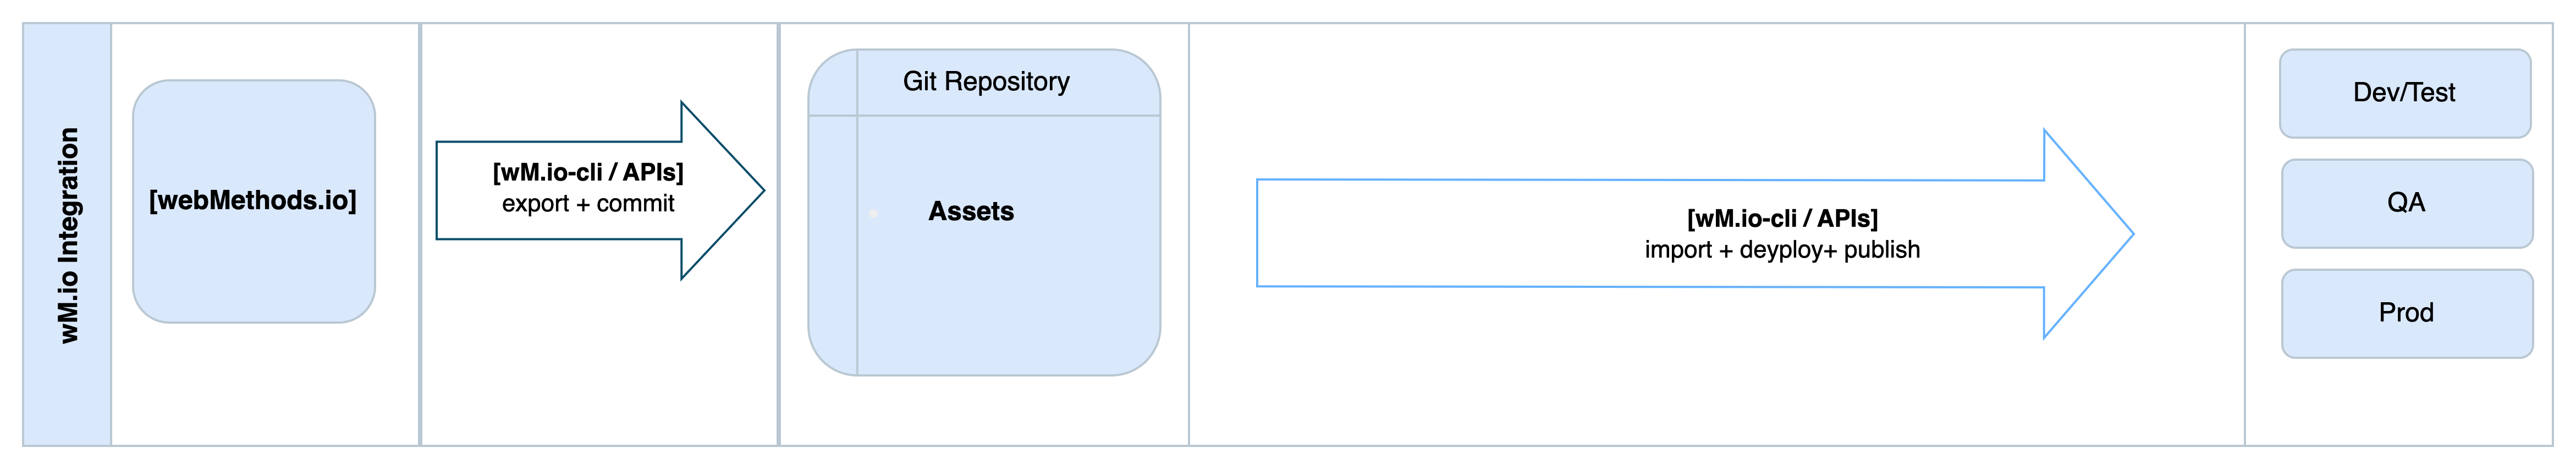 wM.io Integration
[webMethods.io]
[wM.io-cli / APIs]
export + commit
Git Repository
Assets
[wM.io-cli / APIs]
import + deyploy+ publish
Dev/Test
QA
Prod